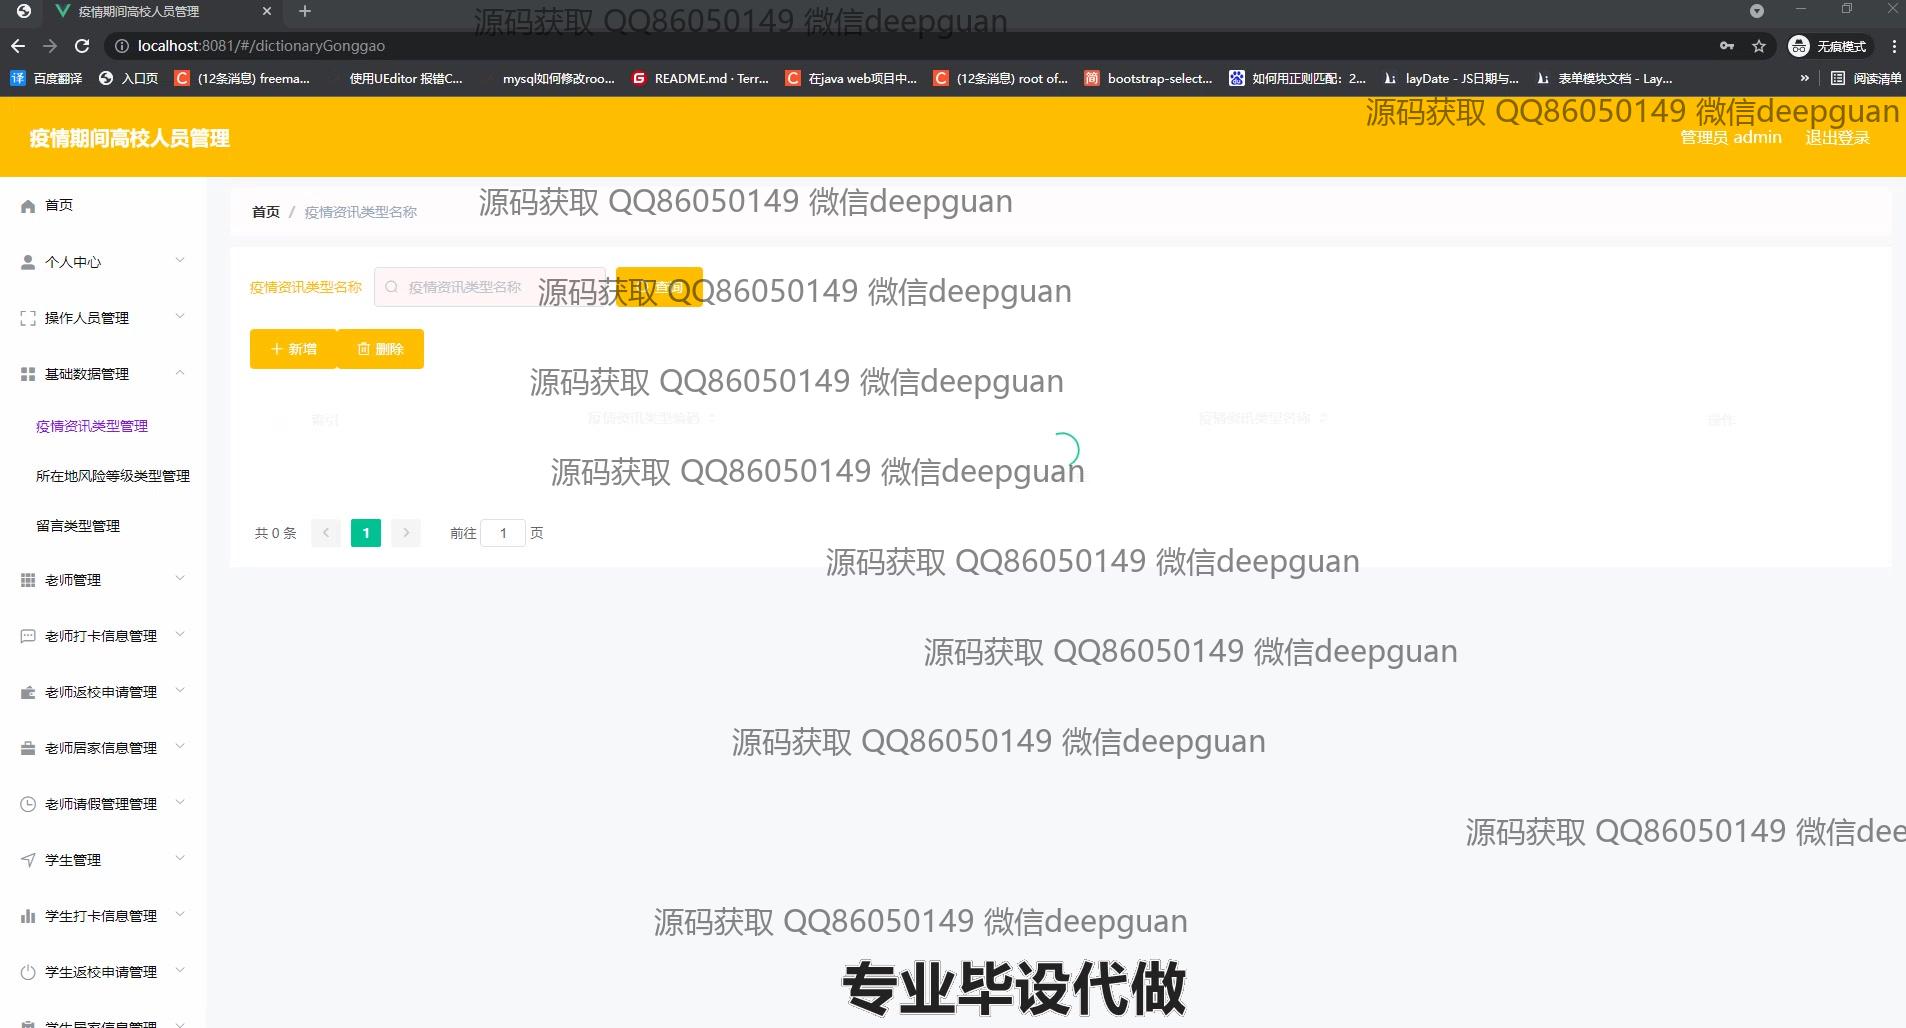 疫情期间高校人员管理
源码获取 QQ86050149 微信deepguan
localhost:8081/#/dictionaryGonggao
无痕模式
百度翻译 入口页 (12条消息) freema... 使用UEditor 报错C... mysql如何修改roo... README.md · Terr... 在java web项目中... (12条消息) root of... bootstrap-select... 如何用正则匹配：2... layDate - JS日期与... 表单模块文档 - Lay... » 阅读清单
源码获取 QQ86050149 微信deepguan
疫情期间高校人员管理
管理员 admin 退出登录
首页
个人中心
操作人员管理
基础数据管理
疫情资讯类型管理
所在地风险等级类型管理
留言类型管理
老师管理
老师打卡信息管理
老师返校申请管理
老师居家信息管理
老师请假管理管理
学生管理
学生打卡信息管理
学生返校申请管理
学生居家信息管理
首页 / 疫情资讯类型名称
源码获取 QQ86050149 微信deepguan
疫情资讯类型名称 疫情资讯类型名称 查询
源码获取 QQ86050149 微信deepguan
新增 删除
源码获取 QQ86050149 微信deepguan
索引 疫情资讯类型编码 疫情资讯类型名称 操作
源码获取 QQ86050149 微信deepguan
共 0 条 1 前往 1 页
源码获取 QQ86050149 微信deepguan
源码获取 QQ86050149 微信deepguan
源码获取 QQ86050149 微信deepguan
源码获取 QQ86050149 微信dee
源码获取 QQ86050149 微信deepguan
专业毕设代做